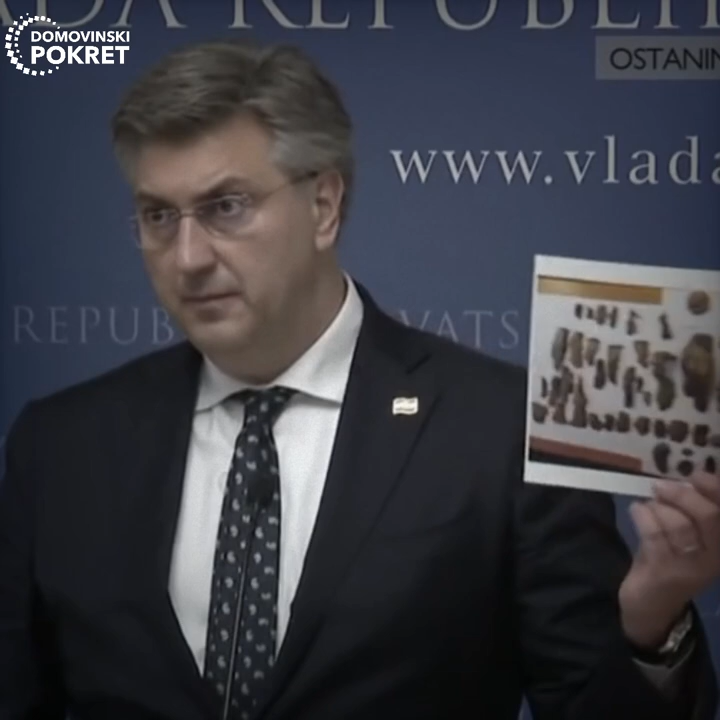 DOMOVINSKI
POKRET
ADA REPUBLI
OSTANIN
www.vlada
REPUB VATS